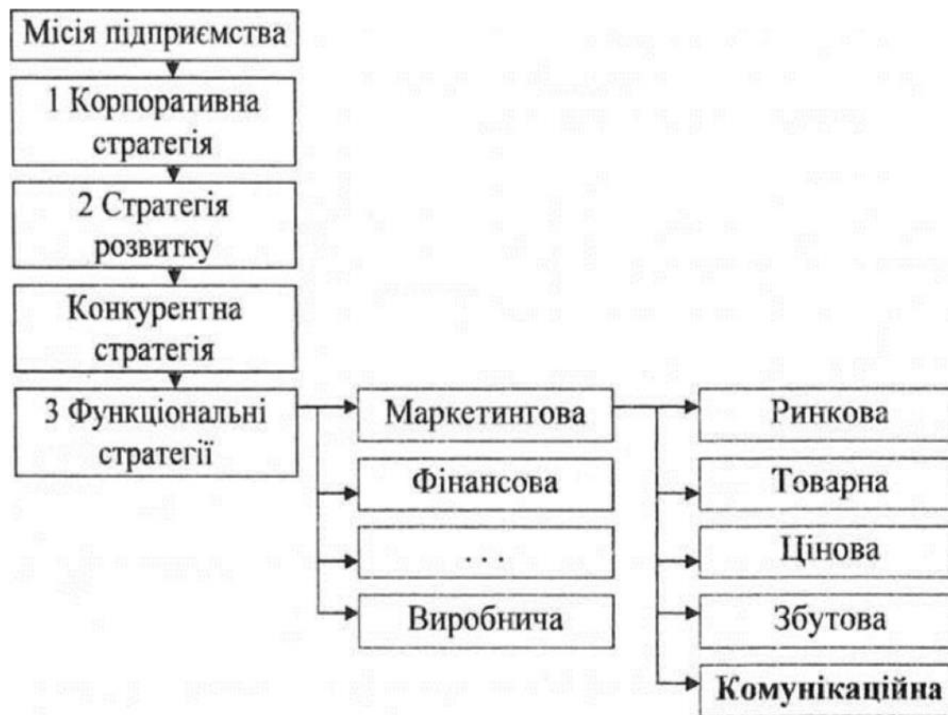 Місія підприємства
1 Корпоративна
стратегія
2 Стратегія
розвитку
Конкурентна
стратегія
3 Функціональні
стратегії
Маркетингова
Фінансова
. . .
Виробнича
Ринкова
Товарна
Цінова
Збутова
Комунікаційна